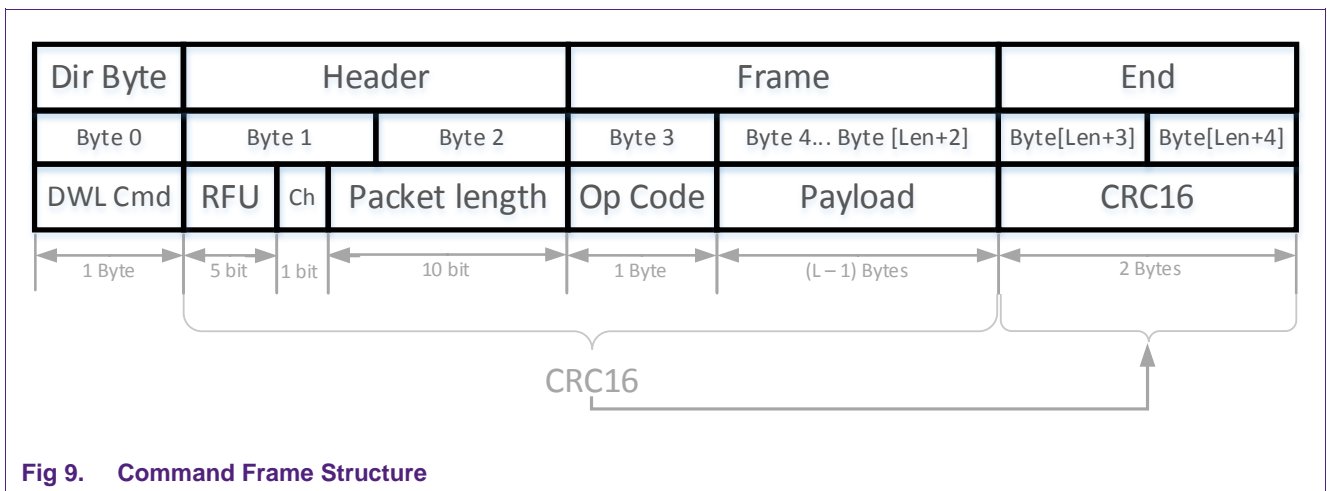 Dir Byte Header Frame End
Byte 0 Byte 1 Byte 2 Byte 3 Byte 4... Byte [Len+2] Byte[Len+3] Byte[Len+4]
DWL Cmd RFU Ch Packet length Op Code Payload CRC16
1 Byte 5 bit 1 bit 10 bit 1 Byte (L – 1) Bytes 2 Bytes
CRC16
Fig 9. Command Frame Structure